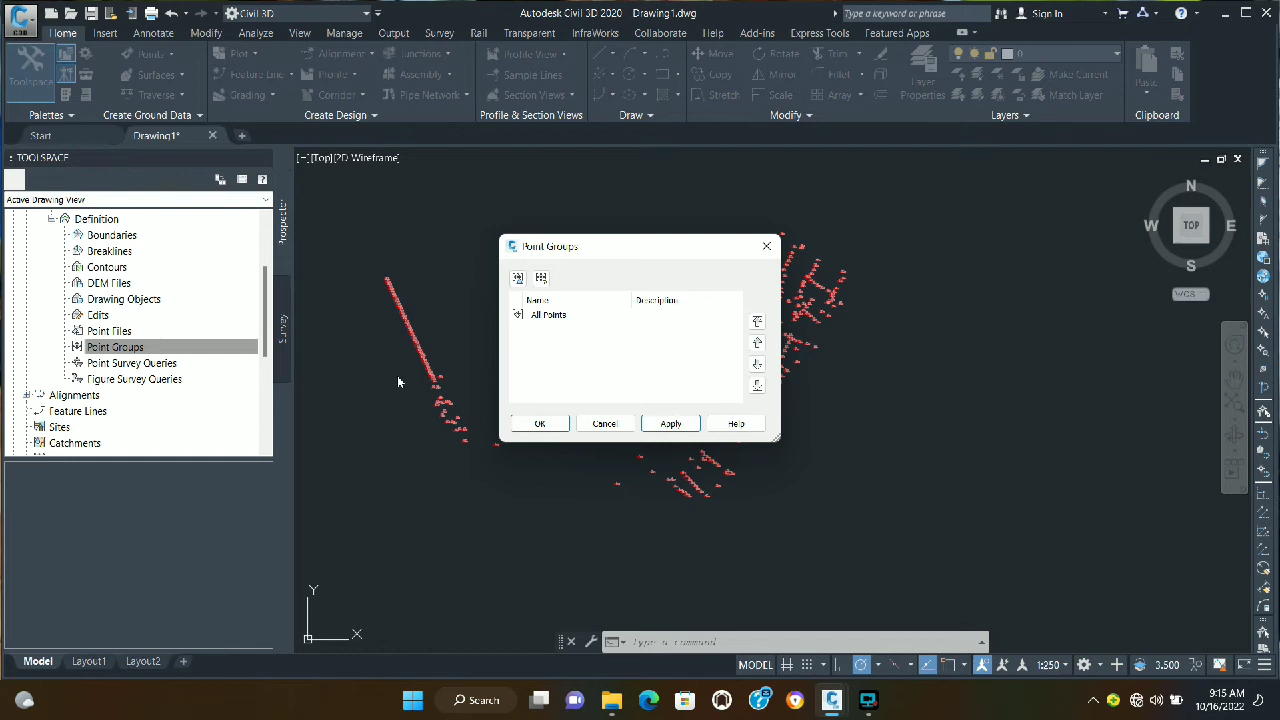 Civil 3D
Autodesk Civil 3D 2020 Drawing1.dwg
Type a keyword or phrase
Sign In
C3D
Home Insert Annotate Modify Analyze View Manage Output Survey Rail Transparent InfraWorks Collaborate Help Add-ins Express Tools Featured Apps
Points Plot Alignment Junctions Profile View Move Rotate Trim 0
Toolspace Surfaces Feature Line Profile Assembly Sample Lines Copy Mirror Fillet Layer Make Current Paste
Traverse Grading Corridor Pipe Network Section Views Stretch Scale Array Properties Match Layer
Palettes Create Ground Data Create Design Profile & Section Views Draw Modify Layers Clipboard
Start Drawing1*
TOOLSPACE
[−][Top][2D Wireframe]
Active Drawing View
Definition
Boundaries
Breaklines
Contours
DEM Files
Drawing Objects
Edits
Point Files
Point Groups
Point Survey Queries
Figure Survey Queries
Alignments
Feature Lines
Sites
Catchments
Prospector
Survey
Point Groups
Name Description
All Points
OK Cancel Apply Help
N
W TOP E
S
WCS
Y
X
Type a command
Model Layout1 Layout2
MODEL 1:250 3.500
Search
9:15 AM
10/16/2022